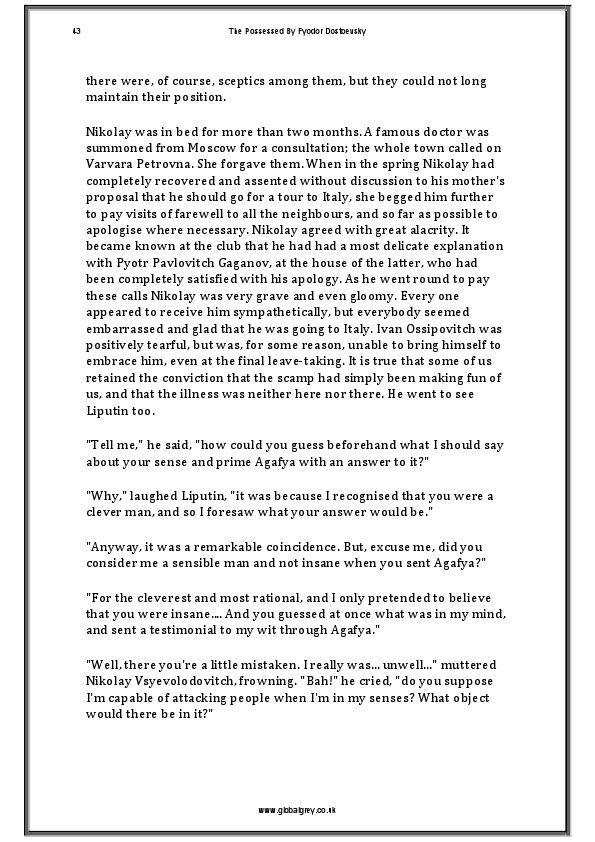 43
The Possessed By Fyodor Dostoevsky
there were, of course, sceptics among them, but they could not long
maintain their position.
Nikolay was in bed for more than two months. A famous doctor was
summoned from Moscow for a consultation; the whole town called on
Varvara Petrovna. She forgave them. When in the spring Nikolay had
completely recovered and assented without discussion to his mother's
proposal that he should go for a tour to Italy, she begged him further
to pay visits of farewell to all the neighbours, and so far as possible to
apologise where necessary. Nikolay agreed with great alacrity. It
became known at the club that he had had a most delicate explanation
with Pyotr Pavlovitch Gaganov, at the house of the latter, who had
been completely satisfied with his apology. As he went round to pay
these calls Nikolay was very grave and even gloomy. Every one
appeared to receive him sympathetically, but everybody seemed
embarrassed and glad that he was going to Italy. Ivan Ossipovitch was
positively tearful, but was, for some reason, unable to bring himself to
embrace him, even at the final leave-taking. It is true that some of us
retained the conviction that the scamp had simply been making fun of
us, and that the illness was neither here nor there. He went to see
Liputin too.
"Tell me," he said, "how could you guess beforehand what I should say
about your sense and prime Agafya with an answer to it?"
"Why," laughed Liputin, "it was because I recognised that you were a
clever man, and so I foresaw what your answer would be."
"Anyway, it was a remarkable coincidence. But, excuse me, did you
consider me a sensible man and not insane when you sent Agafya?"
"For the cleverest and most rational, and I only pretended to believe
that you were insane.... And you guessed at once what was in my mind,
and sent a testimonial to my wit through Agafya."
"Well, there you're a little mistaken. I really was... unwell..." muttered
Nikolay Vsyevolodovitch, frowning. "Bah!" he cried, "do you suppose
I'm capable of attacking people when I'm in my senses? What object
would there be in it?"
www.globalgrey.co.uk